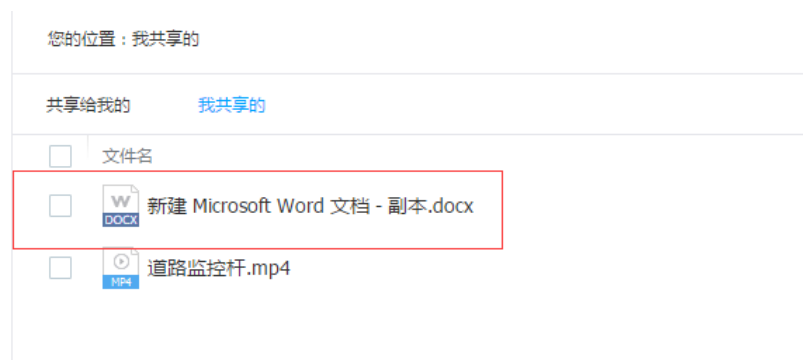 您的位置：我共享的
共享给我的 我共享的
文件名
W
DOCX
新建 Microsoft Word 文档 - 副本.docx
MP4
道路监控杆.mp4